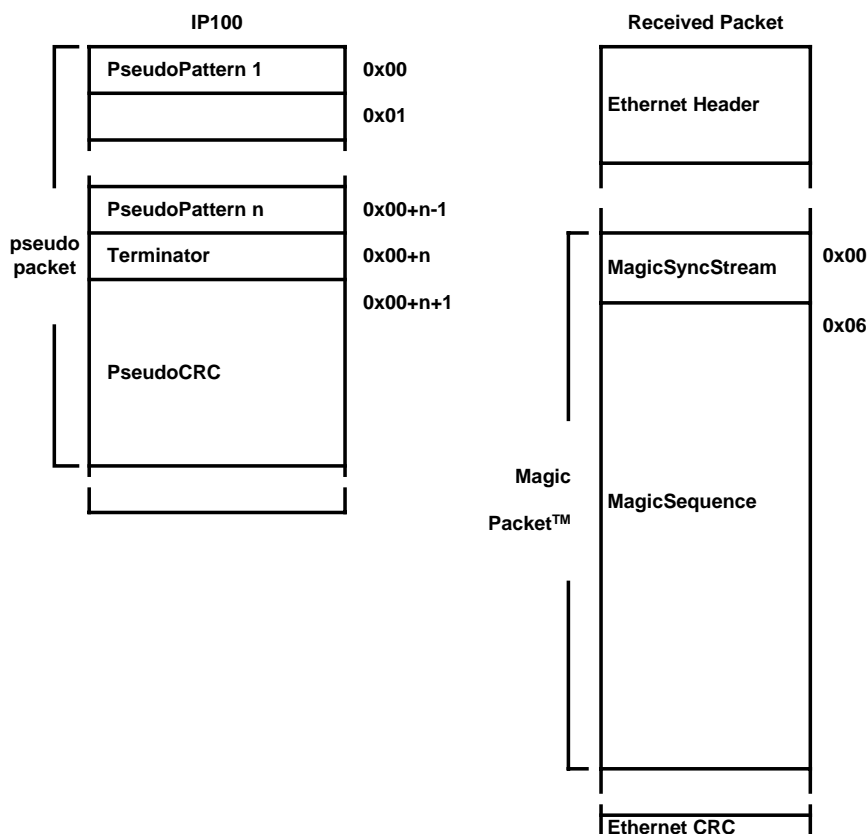 IP100
PseudoPattern 1
0x00
0x01
PseudoPattern n
0x00+n-1
Terminator
0x00+n
0x00+n+1
PseudoCRC
pseudo
packet
Received Packet
Ethernet Header
MagicSyncStream
0x00
0x06
MagicSequence
Magic
Packet™
Ethernet CRC